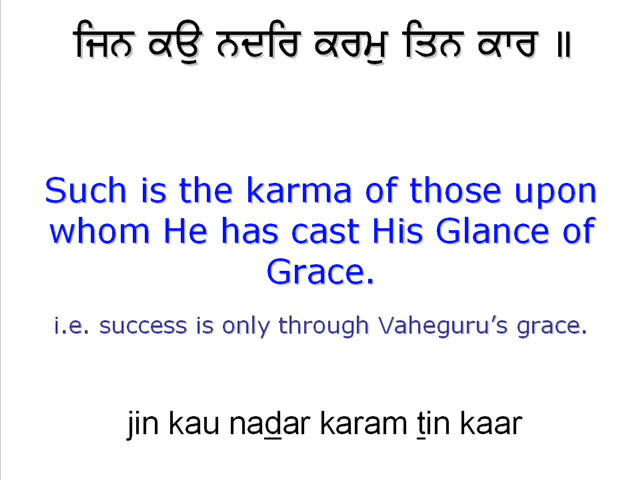 ਜਿਨ ਕਉ ਨਦਰਿ ਕਰਮੁ ਤਿਨ ਕਾਰ ॥
Such is the karma of those upon
whom He has cast His Glance of
Grace.
i.e. success is only through Vaheguru's grace.
jin kau nadar karam tin kaar